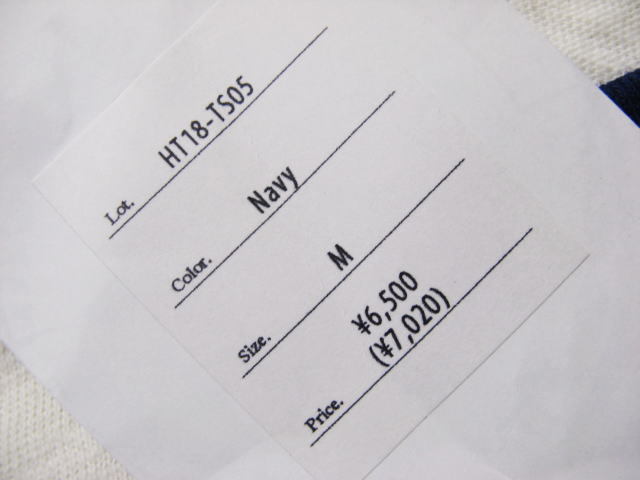 Lot. HT18-TS05
Color. Navy
Size. M
¥6,500
Price. (¥7,020)